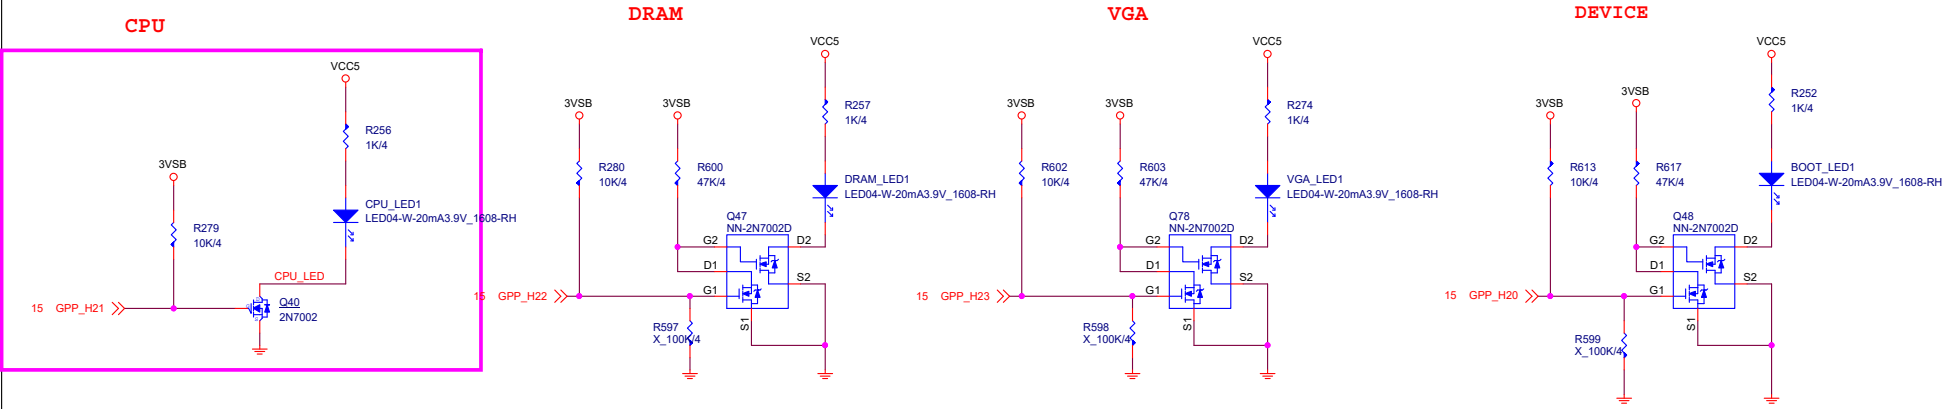 CPU
VCC5
R256
1K/4
3VSB
CPU_LED1
LED04-W-20mA3.9V_1608-RH
R279
10K/4
CPU_LED
15 GPP_H21
Q40
2N7002
DRAM
VCC5
3VSB
3VSB
R257
1K/4
R280
10K/4
R600
47K/4
DRAM_LED1
LED04-W-20mA3.9V_1608-RH
Q47
NN-2N7002D
G2
D2
D1
S2
15 GPP_H22
G1
S1
R597
X_100K/4
VGA
VCC5
3VSB
3VSB
R274
1K/4
R602
10K/4
R603
47K/4
VGA_LED1
LED04-W-20mA3.9V_1608-RH
Q78
NN-2N7002D
G2
D2
D1
S2
15 GPP_H23
G1
S1
R598
X_100K/4
DEVICE
VCC5
3VSB
3VSB
R252
1K/4
R613
10K/4
R617
47K/4
BOOT_LED1
LED04-W-20mA3.9V_1608-RH
Q48
NN-2N7002D
G2
D2
D1
S2
15 GPP_H20
G1
S1
R599
X_100K/4